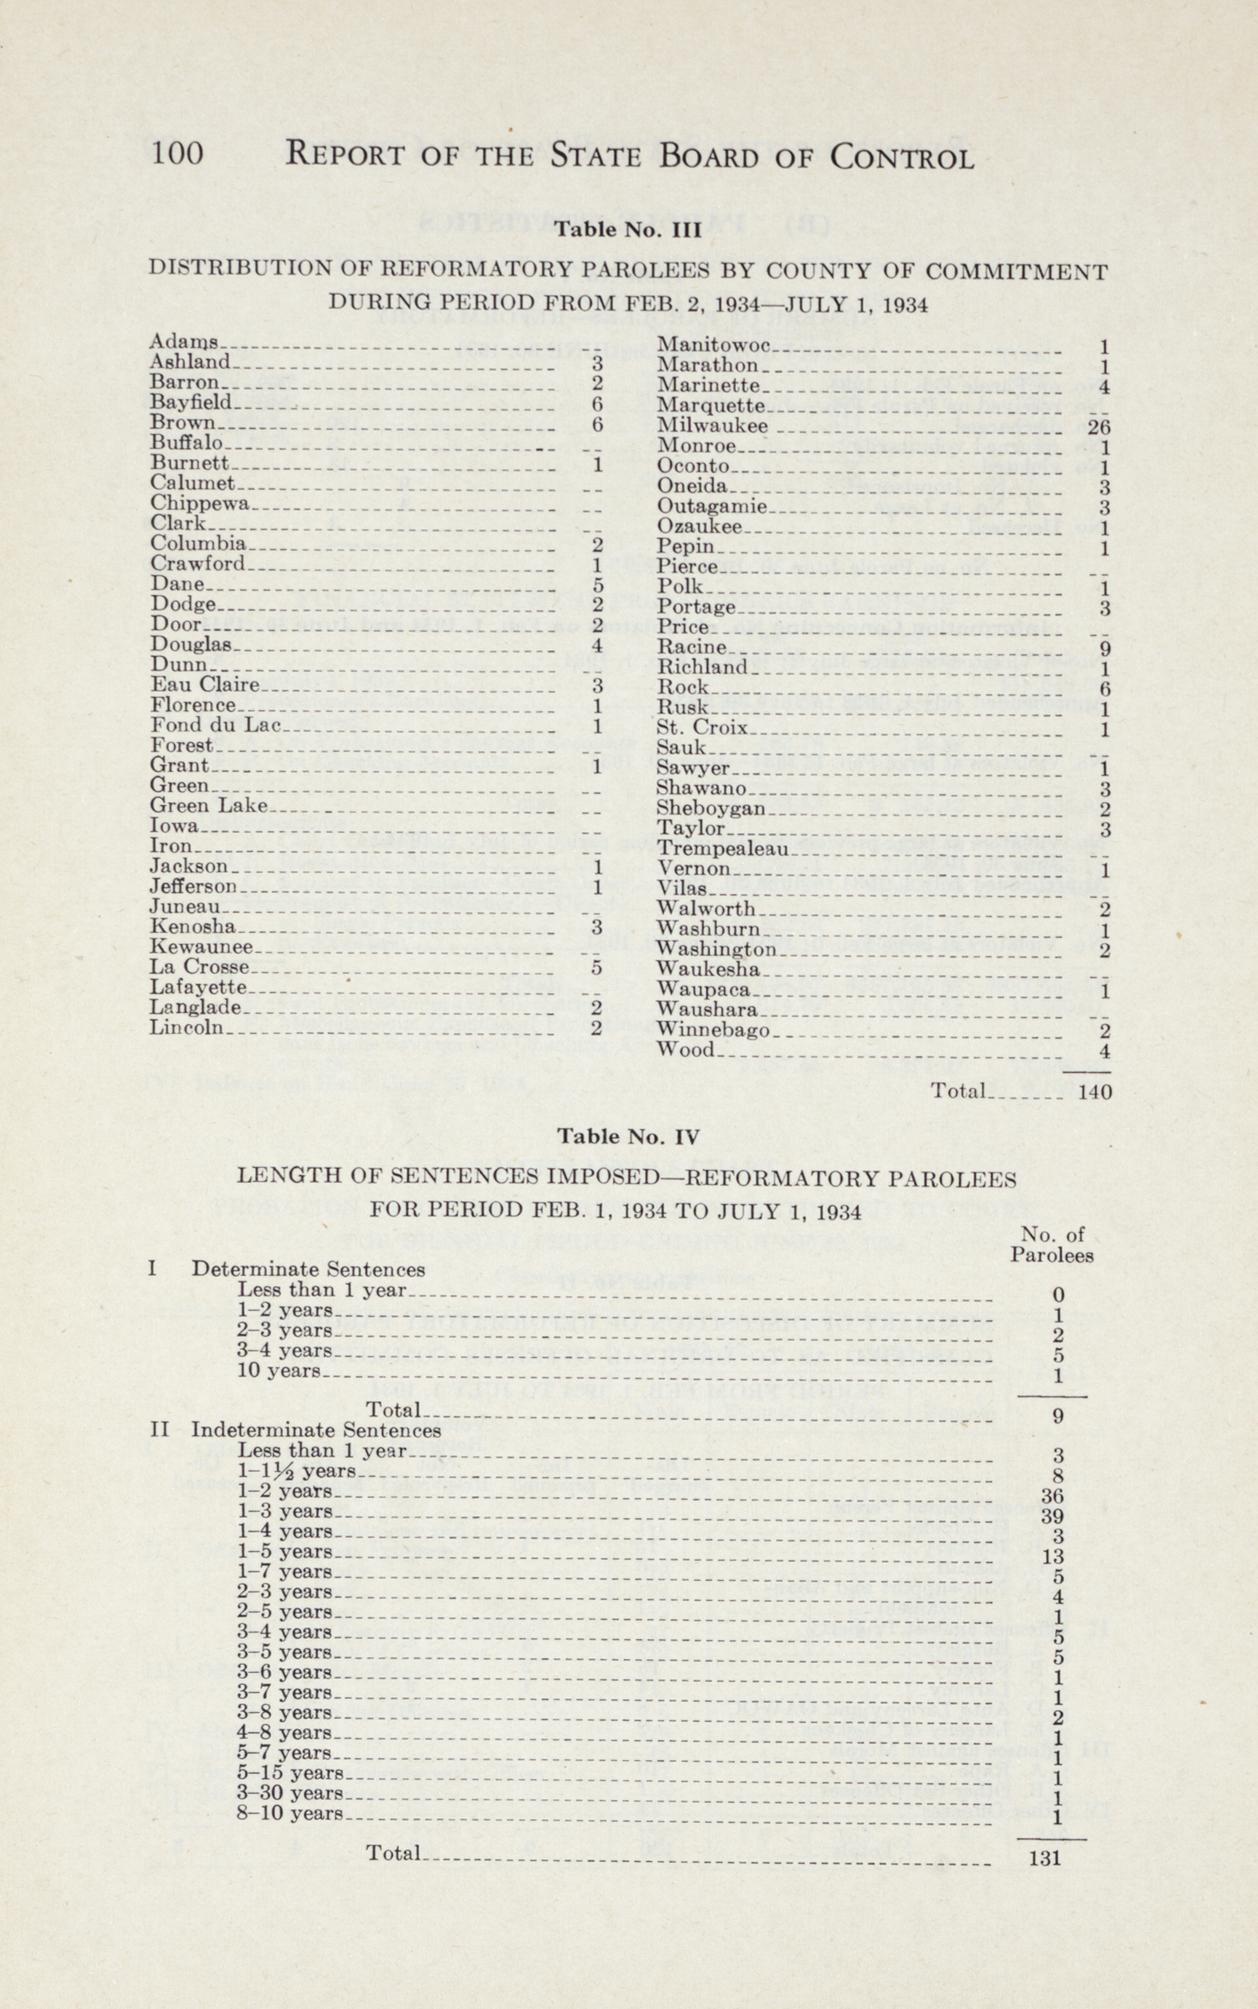 100 REPORT OF THE STATE BOARD OF CONTROL
Table No. III
DISTRIBUTION OF REFORMATORY PAROLEES BY COUNTY OF COMMITMENT
DURING PERIOD FROM FEB. 2, 1934—JULY 1, 1934
Adams --
Ashland 3
Barron 2
Bayfield 6
Brown 6
Buffalo --
Burnett 1
Calumet --
Chippewa --
Clark --
Columbia 2
Crawford 1
Dane 5
Dodge 2
Door 2
Douglas 4
Dunn --
Eau Claire 3
Florence 1
Fond du Lac 1
Forest --
Grant 1
Green --
Green Lake --
Iowa --
Iron --
Jackson 1
Jefferson 1
Juneau --
Kenosha 3
Kewaunee --
La Crosse 5
Lafayette --
Langlade 2
Lincoln 2
Manitowoc 1
Marathon 1
Marinette 4
Marquette --
Milwaukee 26
Monroe 1
Oconto 1
Oneida 3
Outagamie 3
Ozaukee 1
Pepin 1
Pierce --
Polk 1
Portage 3
Price --
Racine 9
Richland 1
Rock 6
Rusk 1
St. Croix 1
Sauk --
Sawyer 1
Shawano 3
Sheboygan 2
Taylor 3
Trempealeau --
Vernon 1
Vilas --
Walworth 2
Washburn 1
Washington 2
Waukesha --
Waupaca 1
Waushara --
Winnebago 2
Wood 4
Total 140
Table No. IV
LENGTH OF SENTENCES IMPOSED—REFORMATORY PAROLEES
FOR PERIOD FEB. 1, 1934 TO JULY 1, 1934
No. of
Parolees
I Determinate Sentences
Less than 1 year 0
1–2 years 1
2–3 years 2
3–4 years 5
10 years 1
Total 9
II Indeterminate Sentences
Less than 1 year 3
1–1½ years 8
1–2 years 36
1–3 years 39
1–4 years 3
1–5 years 13
1–7 years 5
2–3 years 4
2–5 years 1
3–4 years 5
3–5 years 5
3–6 years 1
3–7 years 1
3–8 years 2
4–8 years 1
5–7 years 1
5–15 years 1
3–30 years 1
8–10 years 1
Total 131